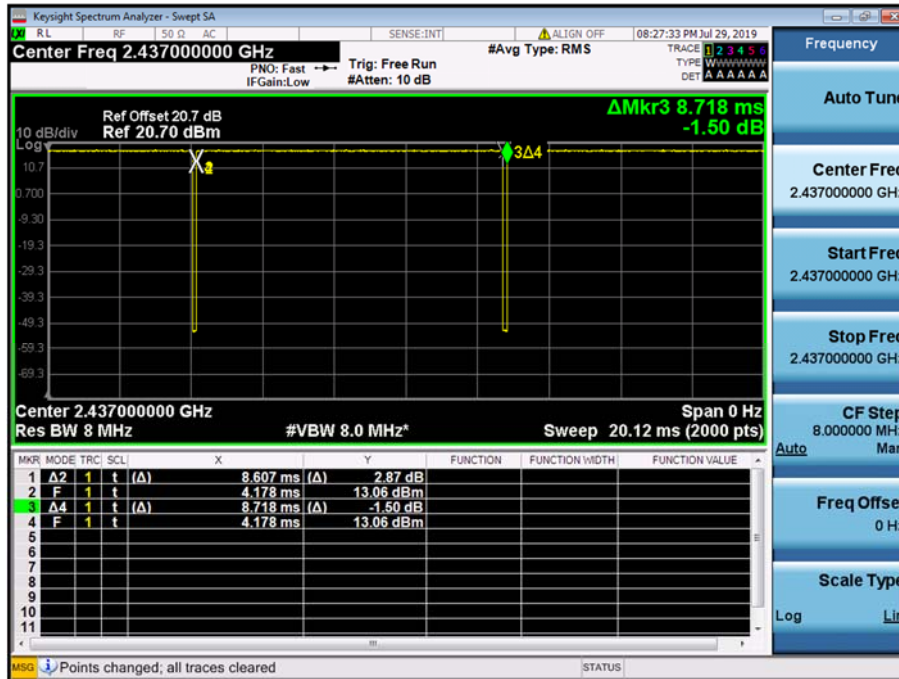 Keysight Spectrum Analyzer - Swept SA
LXI RL RF 50 Ω AC SENSE:INT ALIGN OFF 08:27:33 PM Jul 29, 2019
Center Freq 2.437000000 GHz
#Avg Type: RMS
TRACE 1 2 3 4 5 6
PNO: Fast Trig: Free Run
TYPE WWWWWW
IFGain:Low #Atten: 10 dB
DET A A A A A A
Ref Offset 20.7 dB
ΔMkr3 8.718 ms
10 dB/div Ref 20.70 dBm
-1.50 dB
Log
3Δ4
10.7
2
0.700
-9.30
-19.3
-29.3
-39.3
-49.3
-59.3
-69.3
Center 2.437000000 GHz Span 0 Hz
Res BW 8 MHz #VBW 8.0 MHz* Sweep 20.12 ms (2000 pts)
MKR MODE TRC SCL X Y FUNCTION FUNCTION WIDTH FUNCTION VALUE
1 Δ2 1 t (Δ) 8.607 ms (Δ) 2.87 dB
2 F 1 t 4.178 ms 13.06 dBm
3 Δ4 1 t (Δ) 8.718 ms (Δ) -1.50 dB
4 F 1 t 4.178 ms 13.06 dBm
5
6
7
8
9
10
11
MSG Points changed; all traces cleared STATUS
Frequency
Auto Tune
Center Freq
2.437000000 GHz
Start Freq
2.437000000 GHz
Stop Freq
2.437000000 GHz
CF Step
8.000000 MHz
Auto Man
Freq Offset
0 Hz
Scale Type
Log Lin